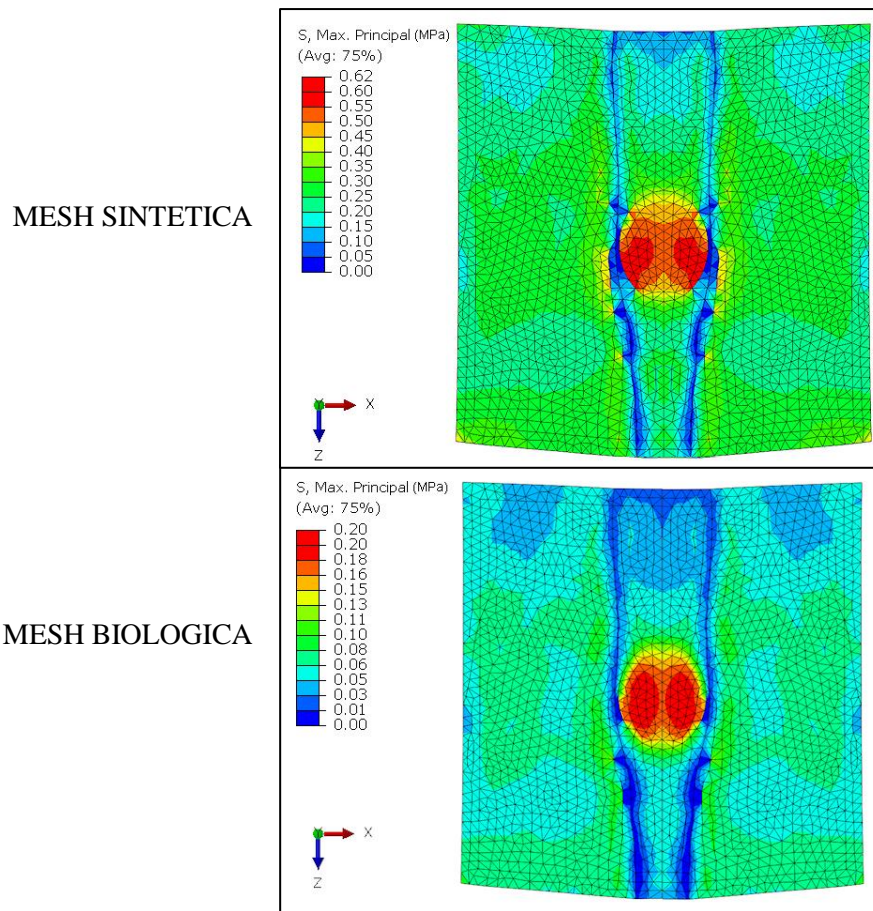 S, Max. Principal (MPa)
(Avg: 75%)
0.62
0.60
0.55
0.50
0.45
0.40
0.35
0.30
0.25
0.20
0.15
0.10
0.05
0.00
MESH SINTETICA
X
Z
S, Max. Principal (MPa)
(Avg: 75%)
0.20
0.20
0.18
0.16
0.15
0.13
0.11
0.10
0.08
0.06
0.05
0.03
0.01
0.00
MESH BIOLOGICA
X
Z